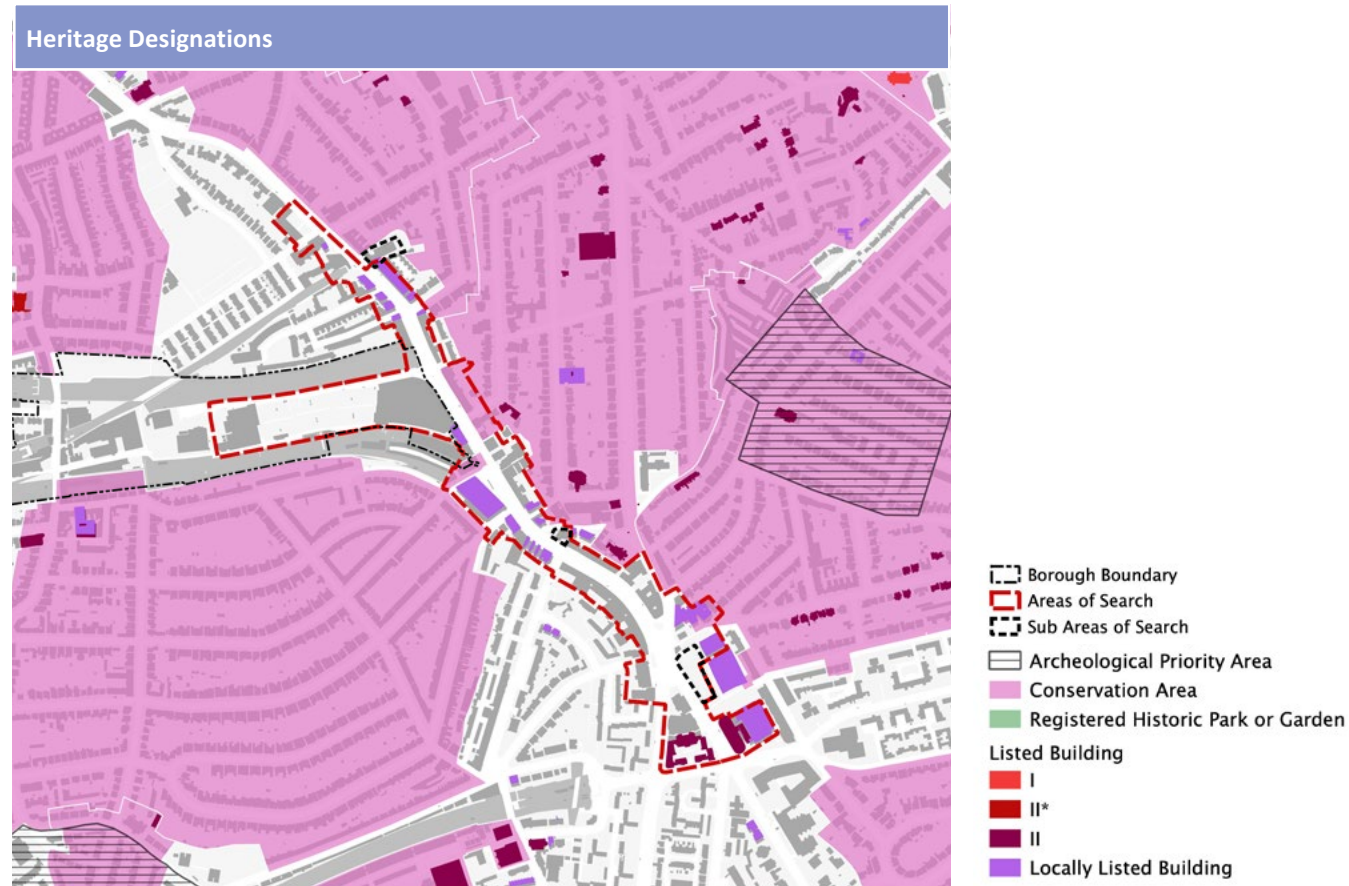 Heritage Designations
Borough Boundary
Areas of Search
Sub Areas of Search
Archeological Priority Area
Conservation Area
Registered Historic Park or Garden
Listed Building
I
II*
II
Locally Listed Building